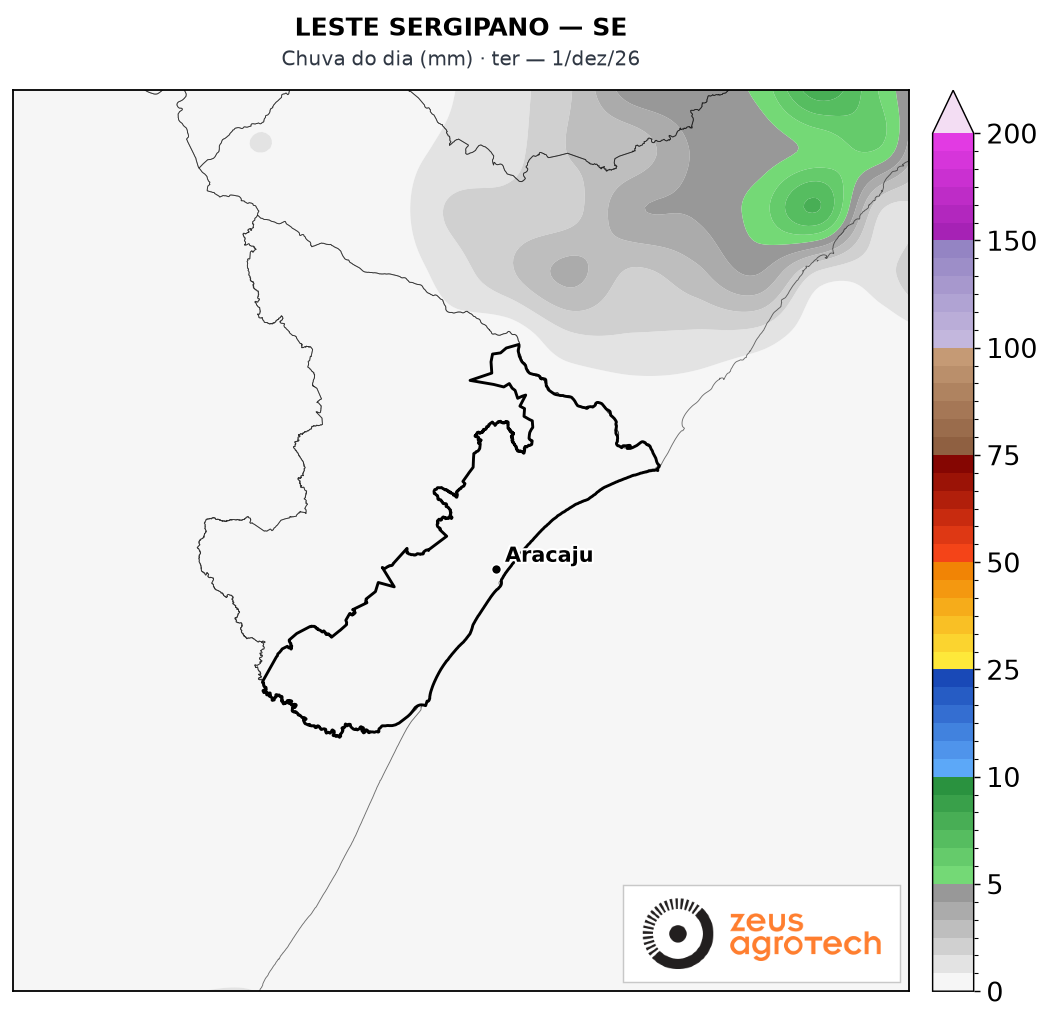 LESTE SERGIPANO — SE
Chuva do dia (mm) · ter — 1/dez/26
200
150
100
75
50
25
10
5
0
Aracaju
zeus
agrotech